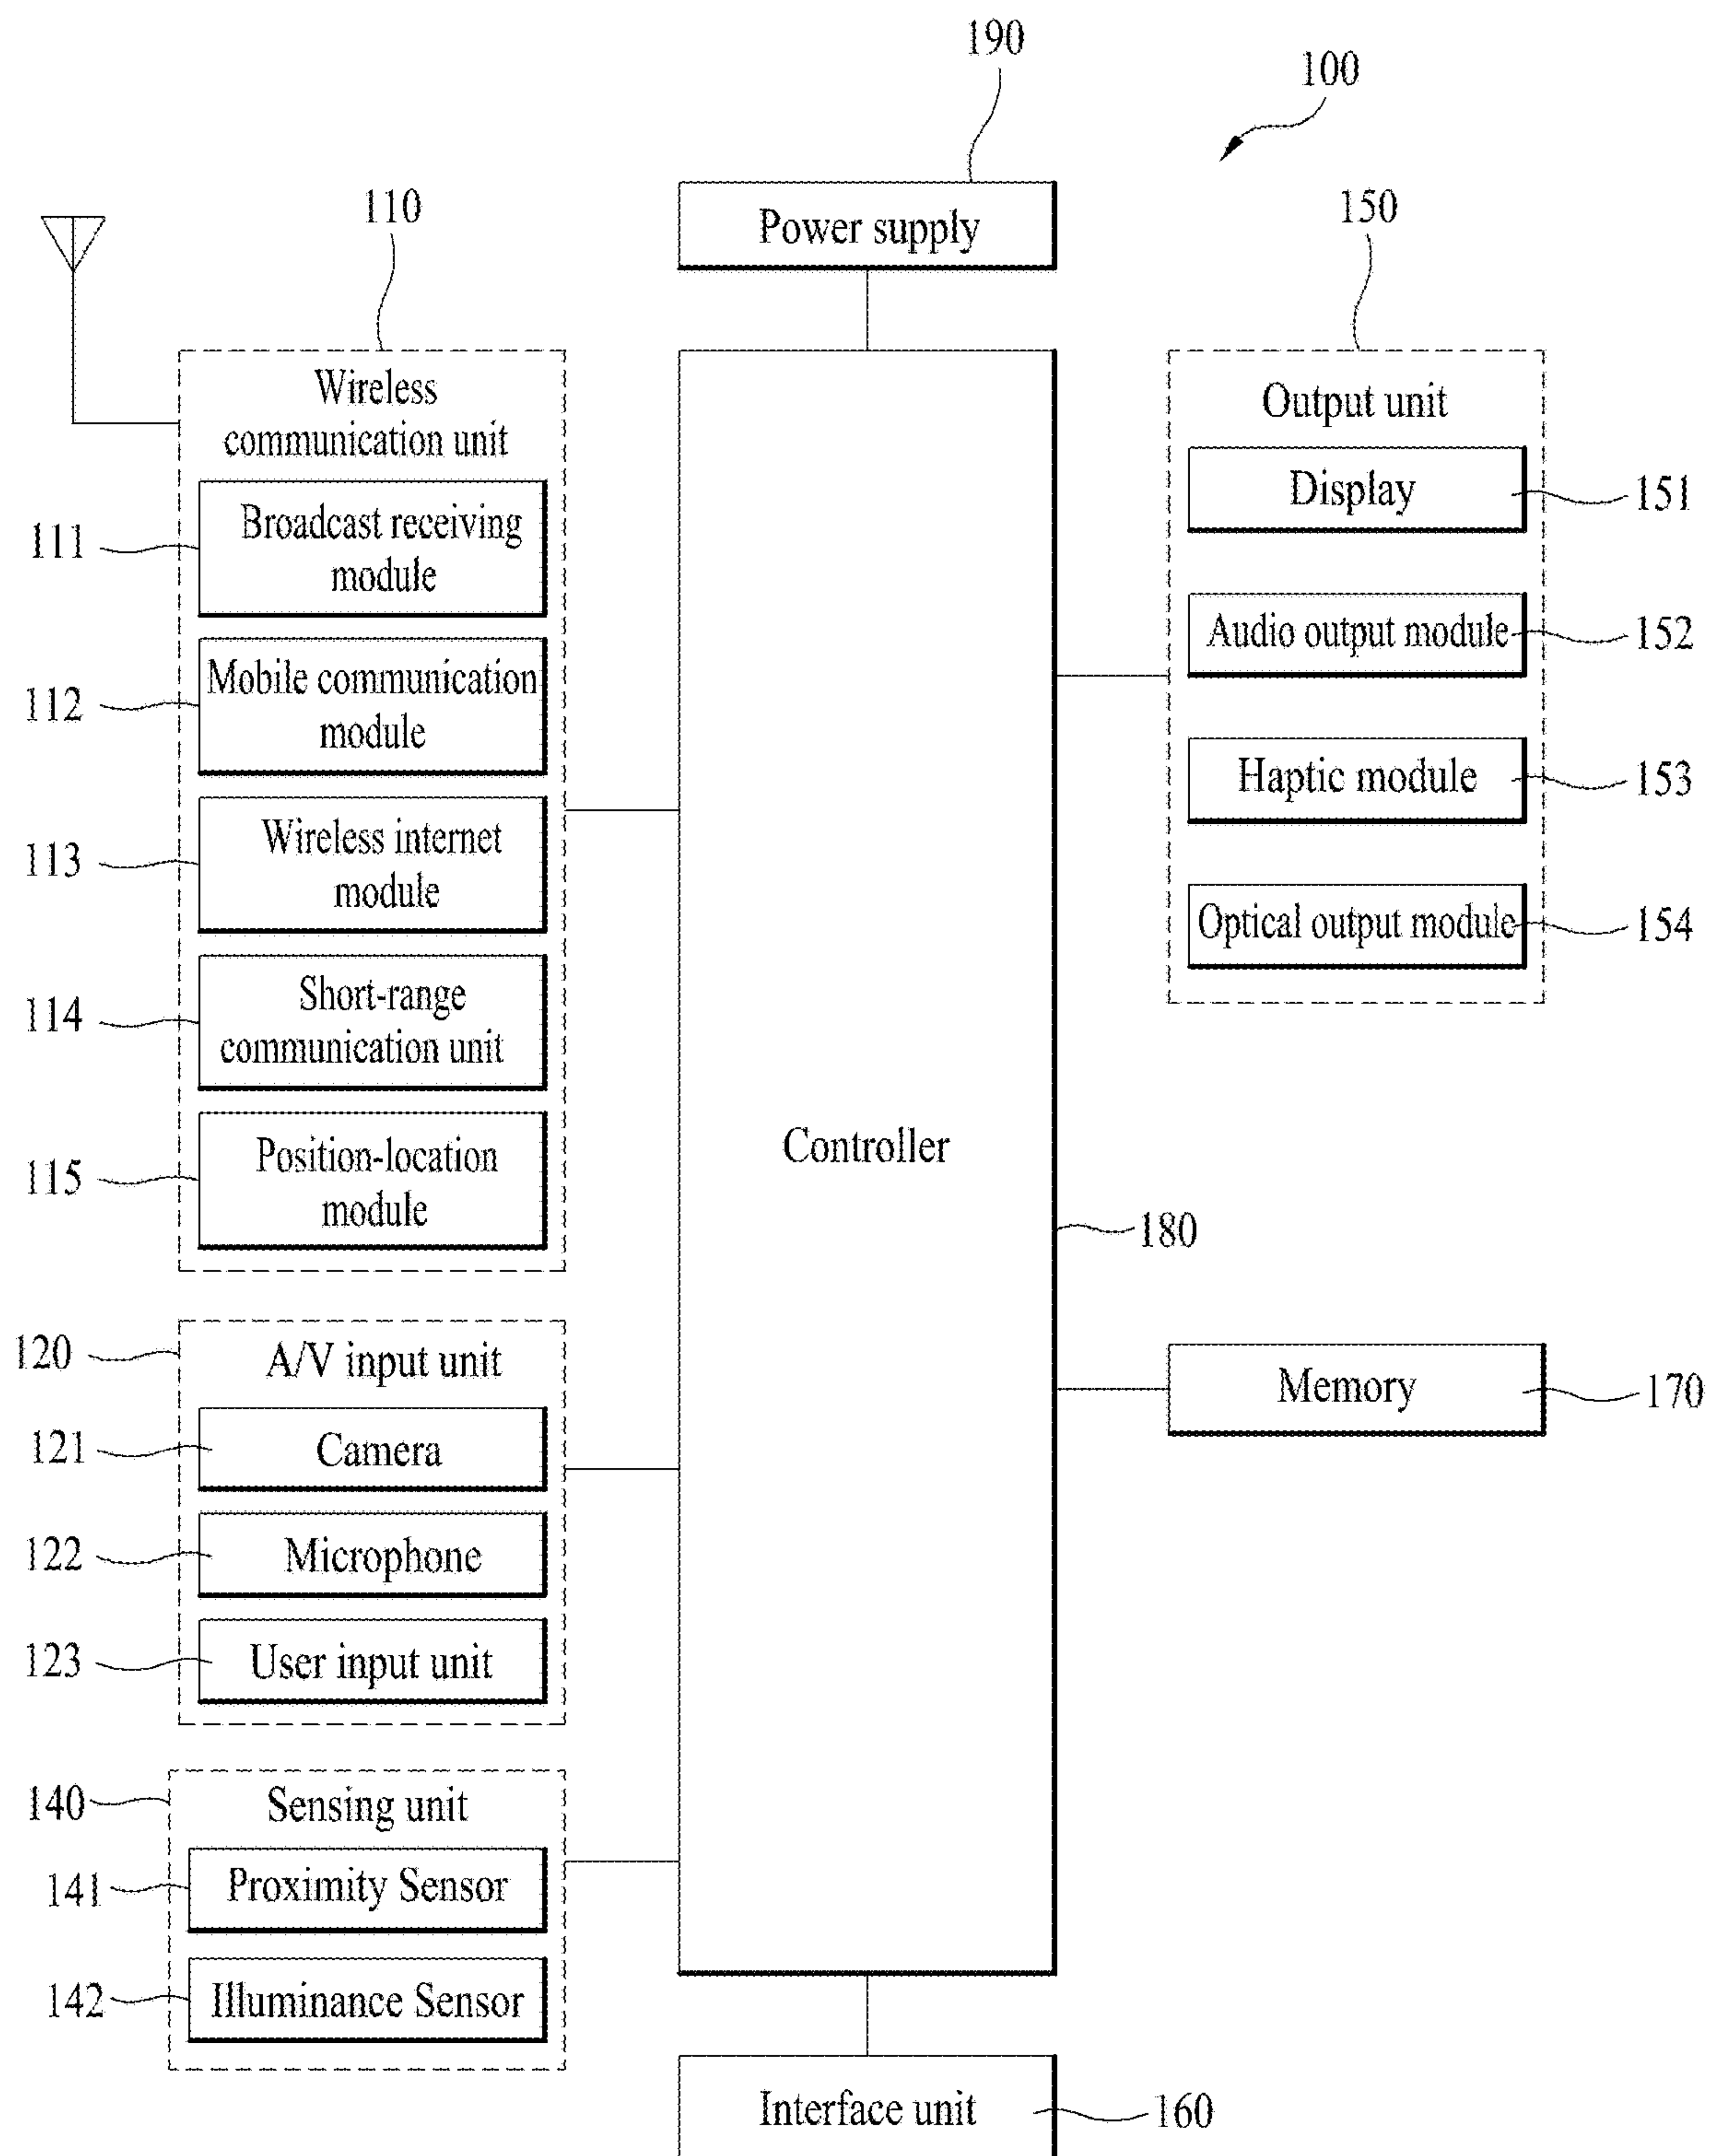 190
100
Power supply
110
150
Wireless
communication unit
111
Broadcast receiving
module
112
Mobile communication
module
113
Wireless internet
module
114
Short-range
communication unit
115
Position-location
module
120
A/V input unit
121
Camera
122
Microphone
123
User input unit
140
Sensing unit
141
Proximity Sensor
142
Illuminance Sensor
Controller
180
Output unit
Display
151
Audio output module
152
Haptic module
153
Optical output module
154
Memory
170
Interface unit
160